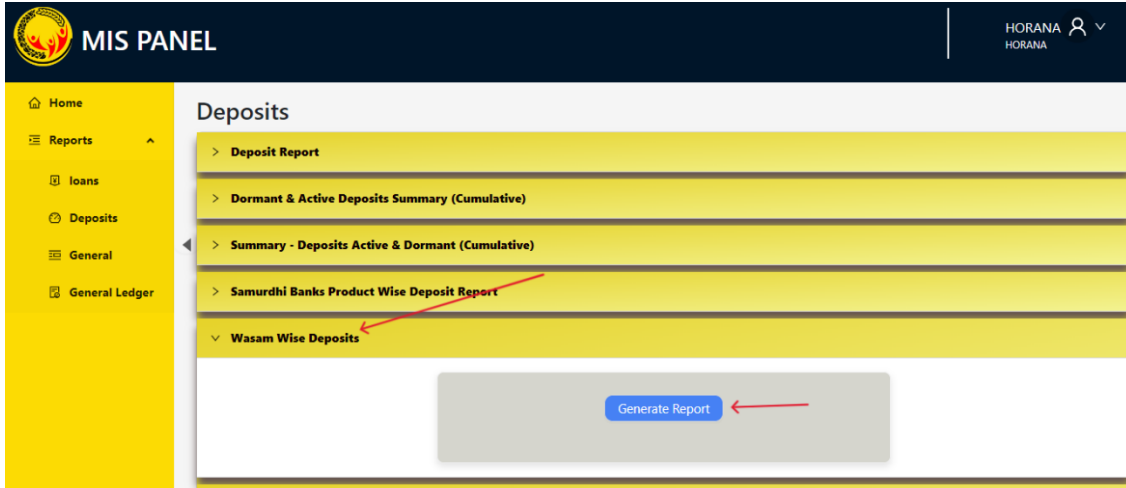 MIS PANEL
HORANA
HORANA
Home
Reports
loans
Deposits
General
General Ledger
Deposits
Deposit Report
Dormant & Active Deposits Summary (Cumulative)
Summary - Deposits Active & Dormant (Cumulative)
Samurdhi Banks Product Wise Deposit Report
Wasam Wise Deposits
Generate Report